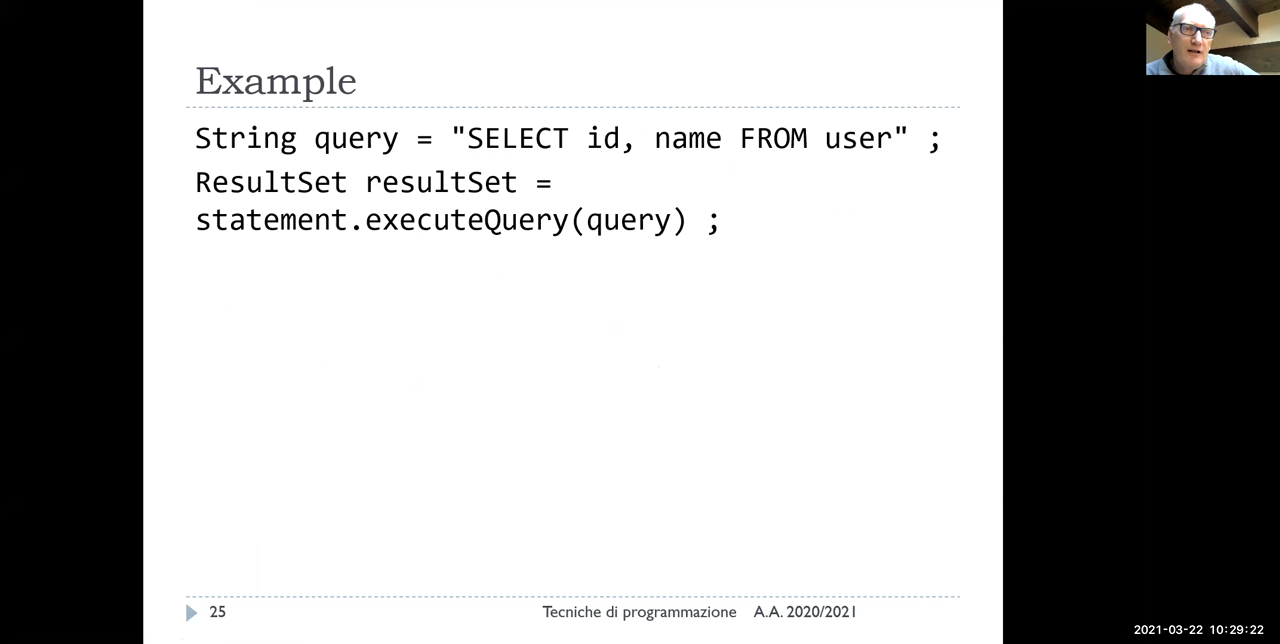 Example
String query = "SELECT id, name FROM user" ;
ResultSet resultSet =
statement.executeQuery(query) ;
25
Tecniche di programmazione A.A. 2020/2021
2021-03-22 10:29:22